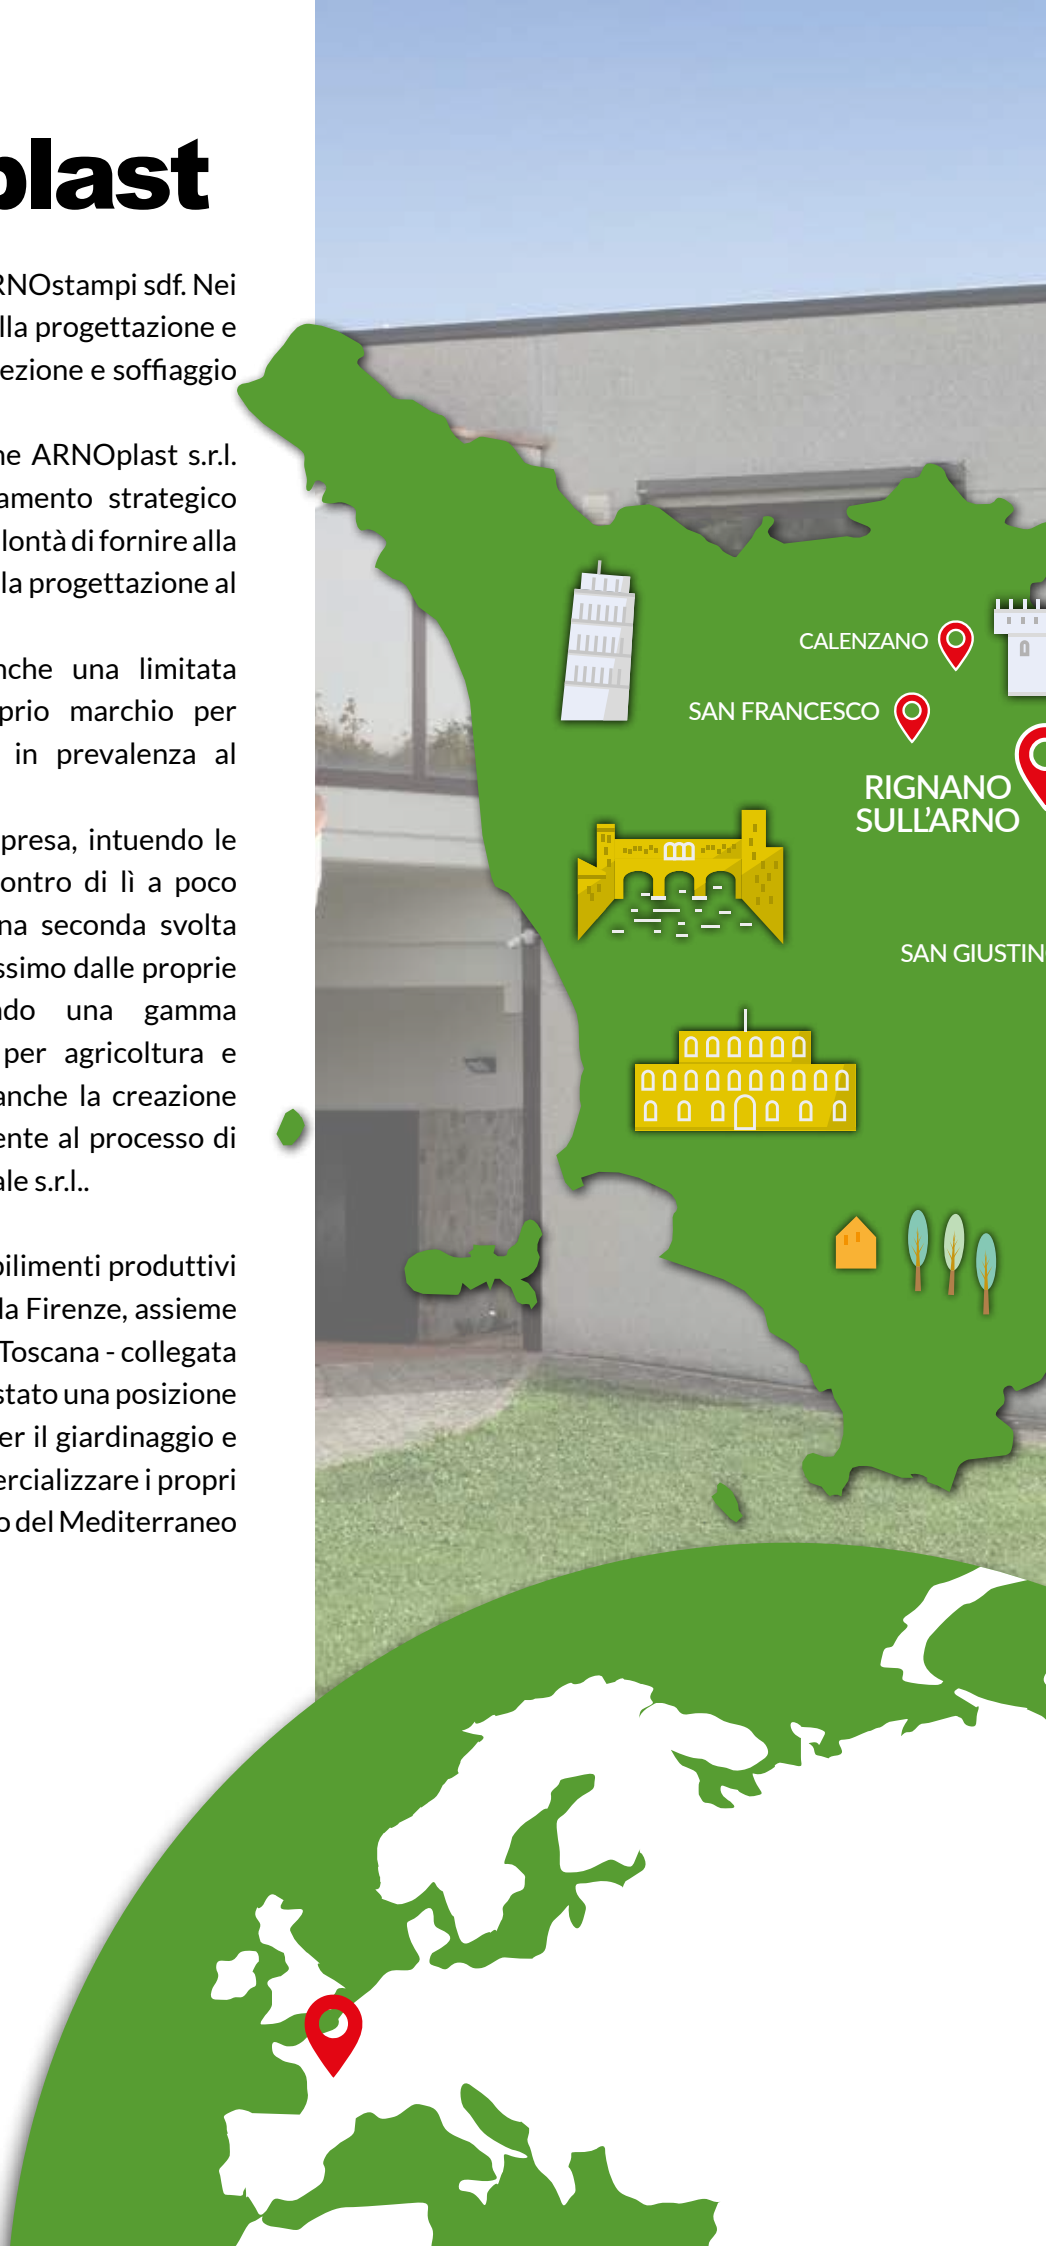 plast
RNOstampi sdf. Nei
lla progettazione e
ezione e soffiaggio
ne ARNOplast s.r.l.
amento strategico
lontà di fornire alla
la progettazione al
nche una limitata
prio marchio per
in prevalenza al
presa, intuendo le
ontro di lì a poco
na seconda svolta
ssimo dalle proprie
ndo una gamma
per agricoltura e
anche la creazione
ente al processo di
ale s.r.l..
bilimenti produttivi
da Firenze, assieme
Toscana - collegata
stato una posizione
er il giardinaggio e
ercializzare i propri
o del Mediterraneo
CALENZANO
SAN FRANCESCO
RIGNANO
SULL'ARNO
SAN GIUSTIN